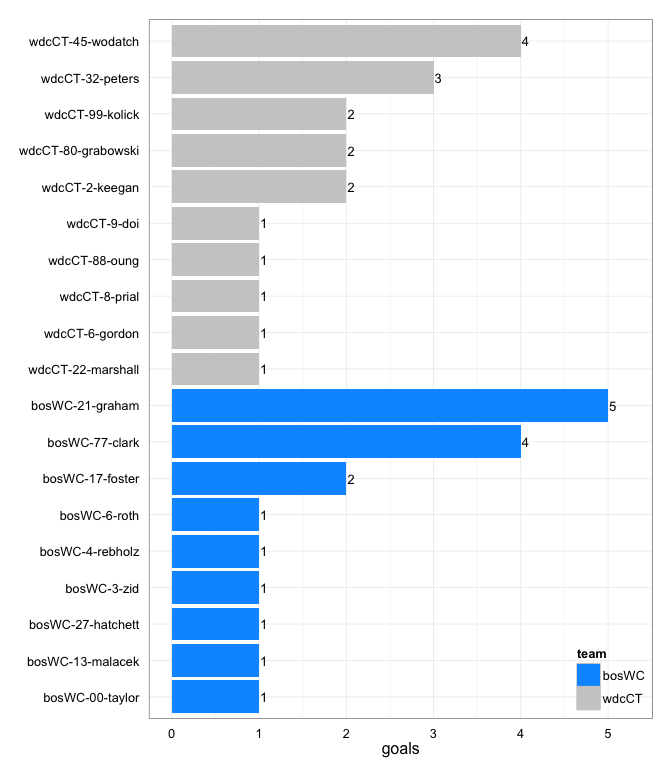 wdcCT-45-wodatch 4
wdcCT-32-peters 3
wdcCT-99-kolick 2
wdcCT-80-grabowski 2
wdcCT-2-keegan 2
wdcCT-9-doi 1
wdcCT-88-oung 1
wdcCT-8-prial 1
wdcCT-6-gordon 1
wdcCT-22-marshall 1
bosWC-21-graham 5
bosWC-77-clark 4
bosWC-17-foster 2
bosWC-6-roth 1
bosWC-4-rebholz 1
bosWC-3-zid 1
bosWC-27-hatchett 1
bosWC-13-malacek 1
bosWC-00-taylor 1
team
bosWC
wdcCT
0 1 2 3 4 5
goals